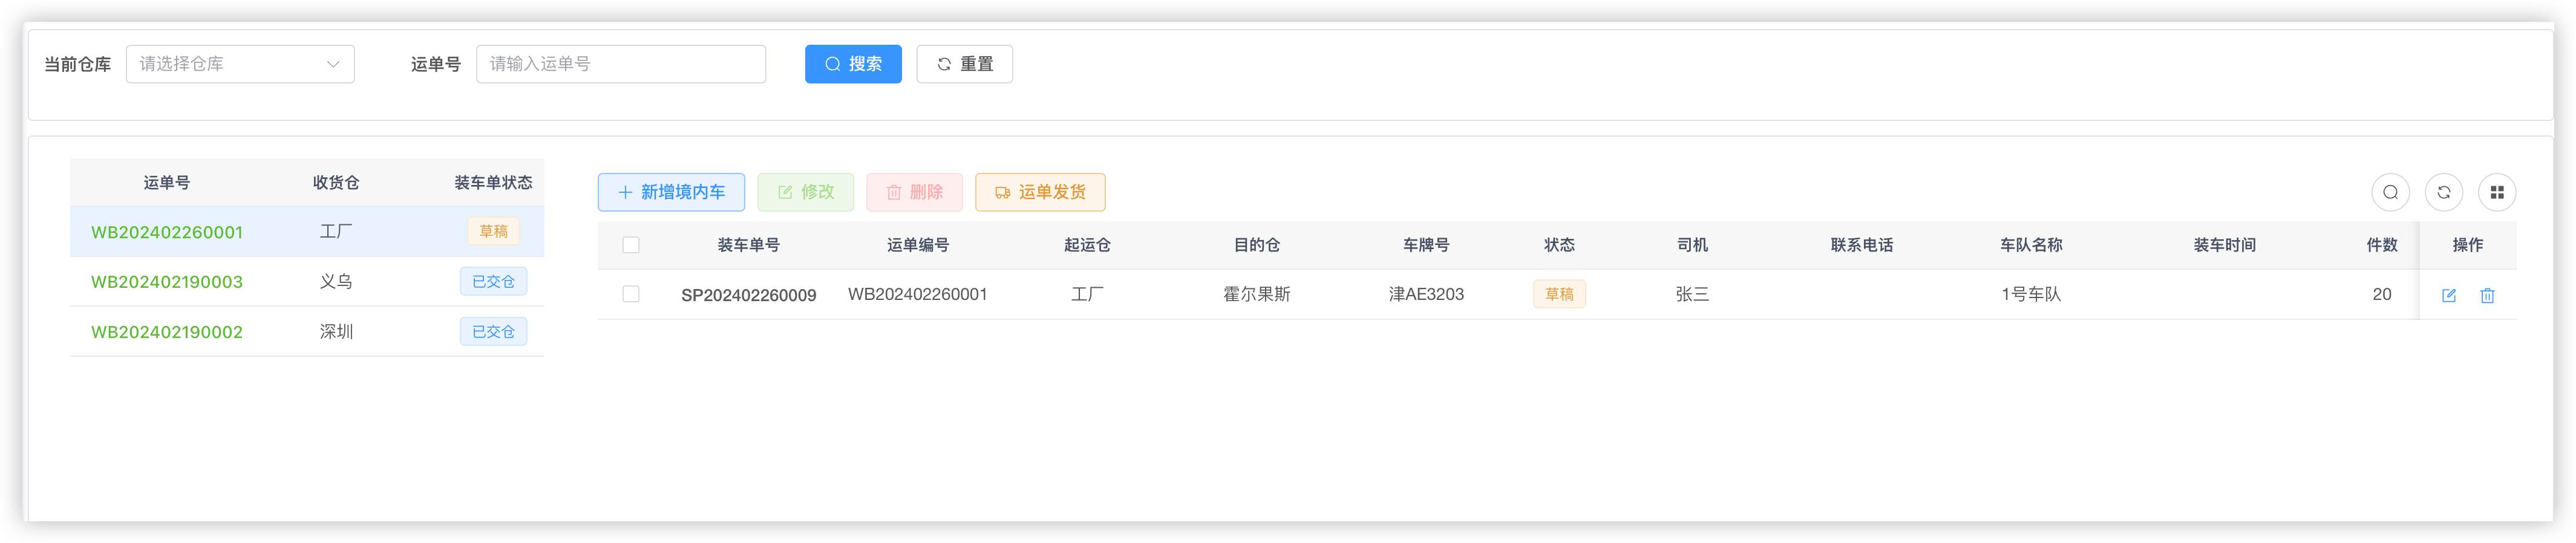 当前仓库 请选择仓库 运单号 请输入运单号 搜索 重置
运单号 收货仓 装车单状态
WB202402260001 工厂 草稿
WB202402190003 义乌 已交仓
WB202402190002 深圳 已交仓
新增境内车 修改 删除 运单发货
装车单号 运单编号 起运仓 目的仓 车牌号 状态 司机 联系电话 车队名称 装车时间 件数 操作
SP202402260009 WB202402260001 工厂 霍尔果斯 津AE3203 草稿 张三 1号车队 20